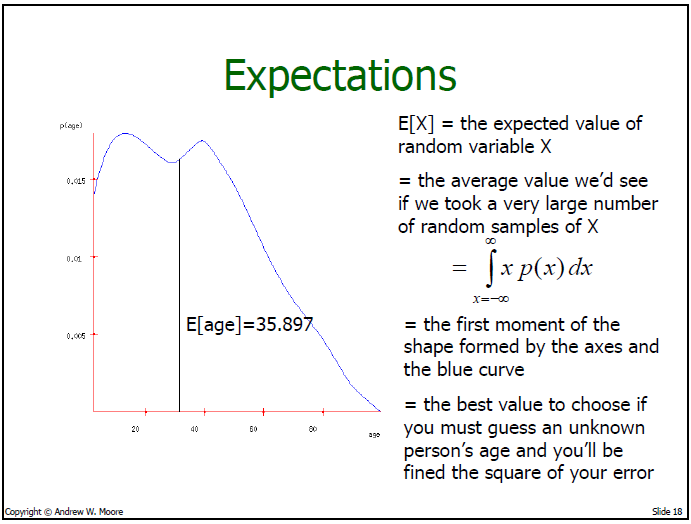 Expectations
p(age)
0.015
0.01
0.005
E[age]=35.897
20 40 60 80
age
E[X] = the expected value of
random variable X
= the average value we'd see
if we took a very large number
of random samples of X
= ∫_{x=−∞}^{∞} x p(x) dx
= the first moment of the
shape formed by the axes and
the blue curve
= the best value to choose if
you must guess an unknown
person's age and you'll be
fined the square of your error
Copyright © Andrew W. Moore
Slide 18